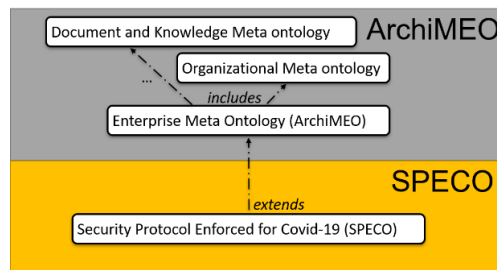 Document and Knowledge Meta ontology
ArchiMEO
Organizational Meta ontology
...
includes
Enterprise Meta Ontology (ArchiMEO)
SPECO
extends
Security Protocol Enforced for Covid-19 (SPECO)